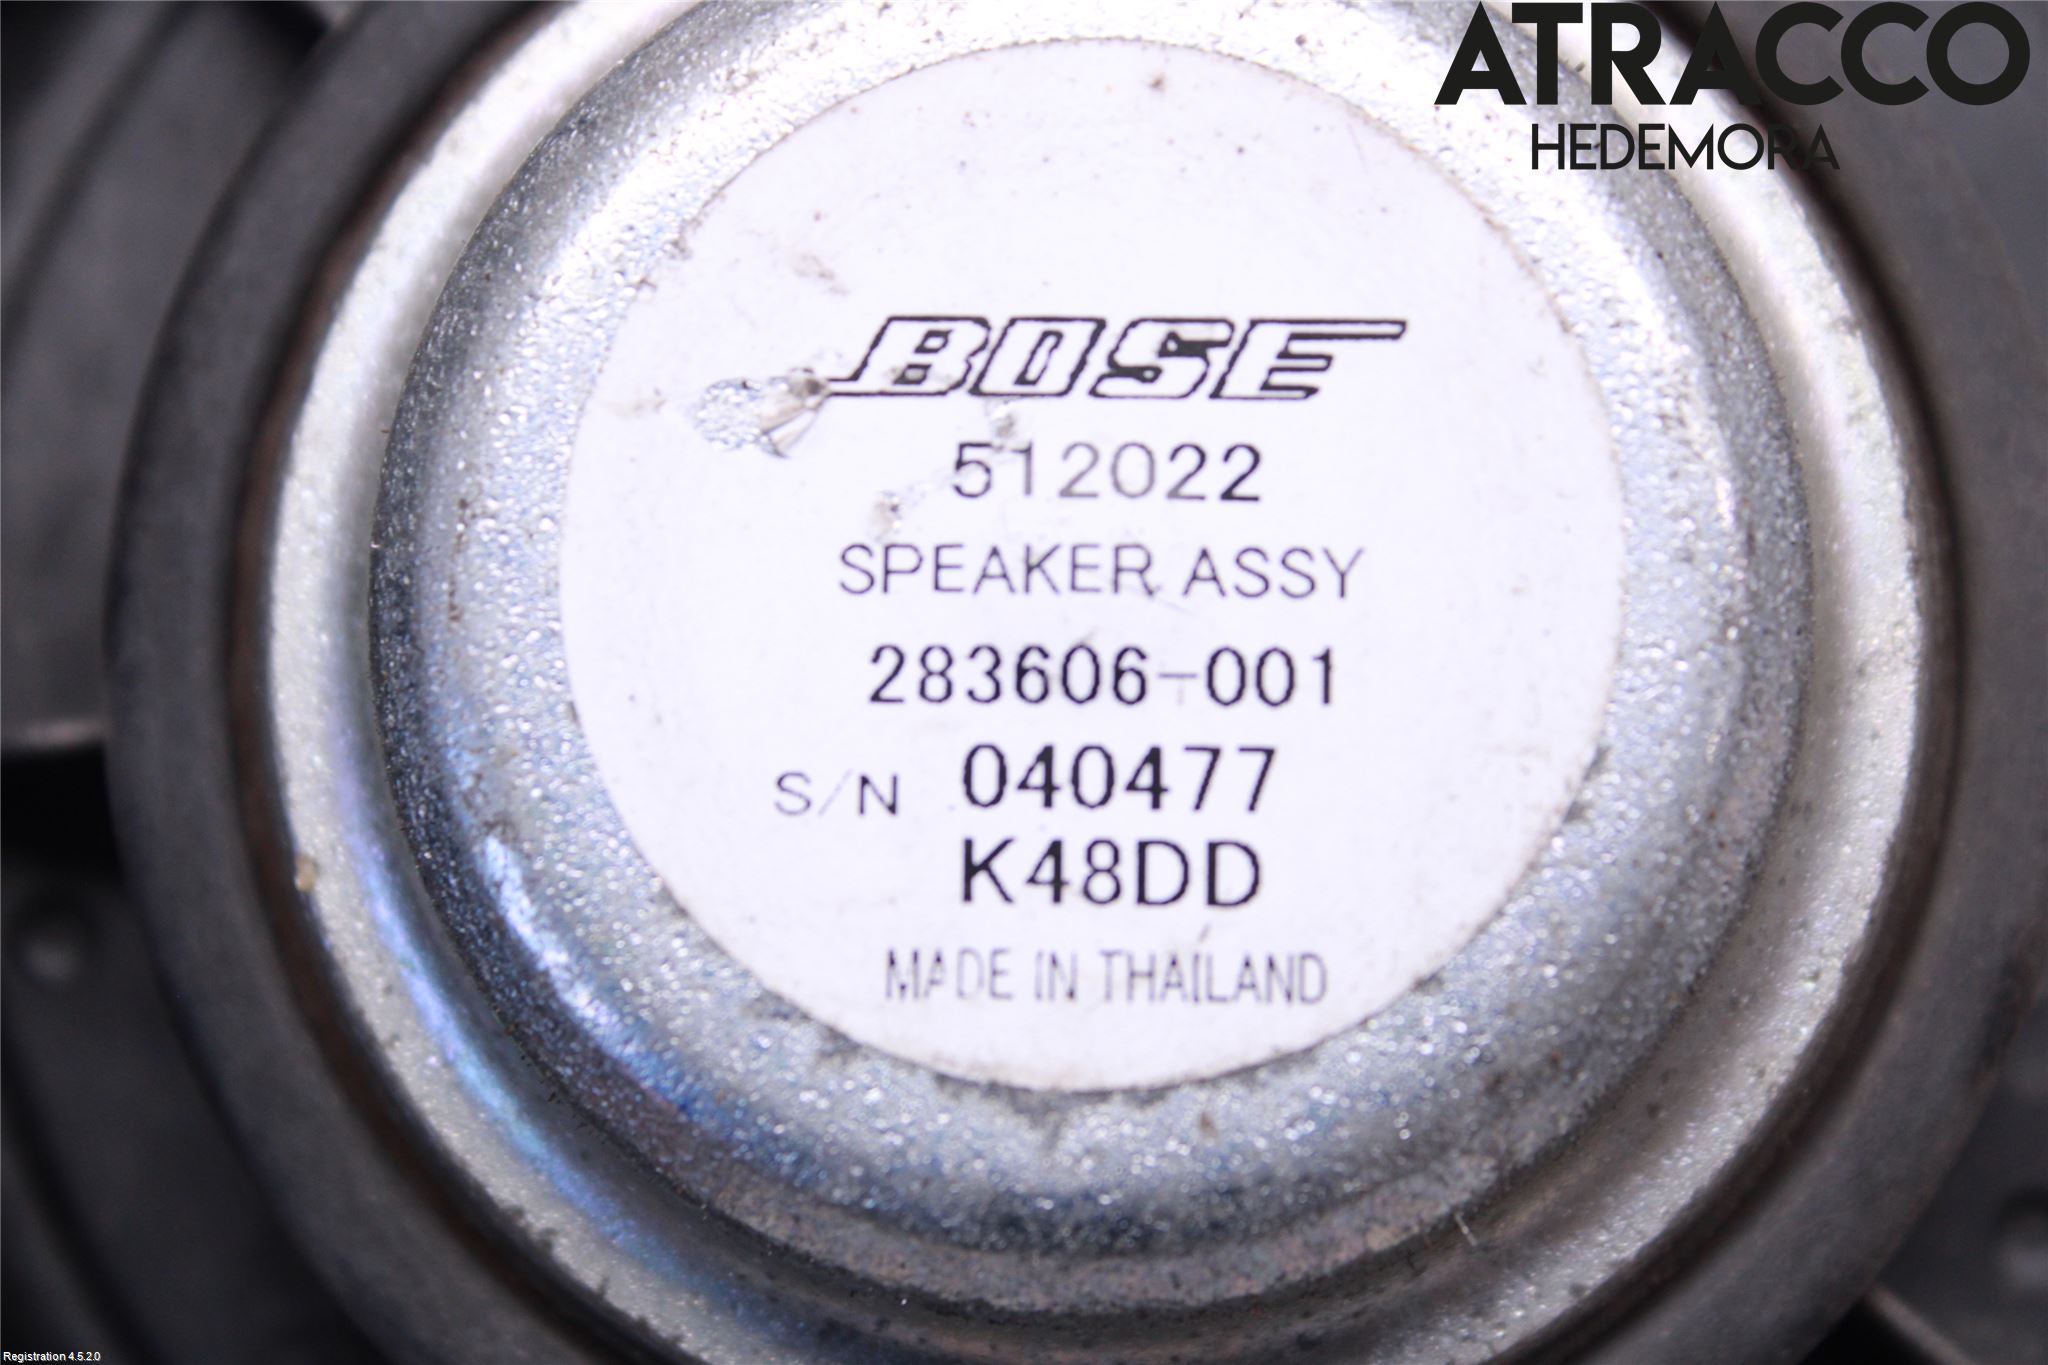 ATRACCO
HEDEMORA
BOSE
512022
SPEAKER ASSY
283606-001
S/N 040477
K48DD
MADE IN THAILAND
Registration 4.5.2.0